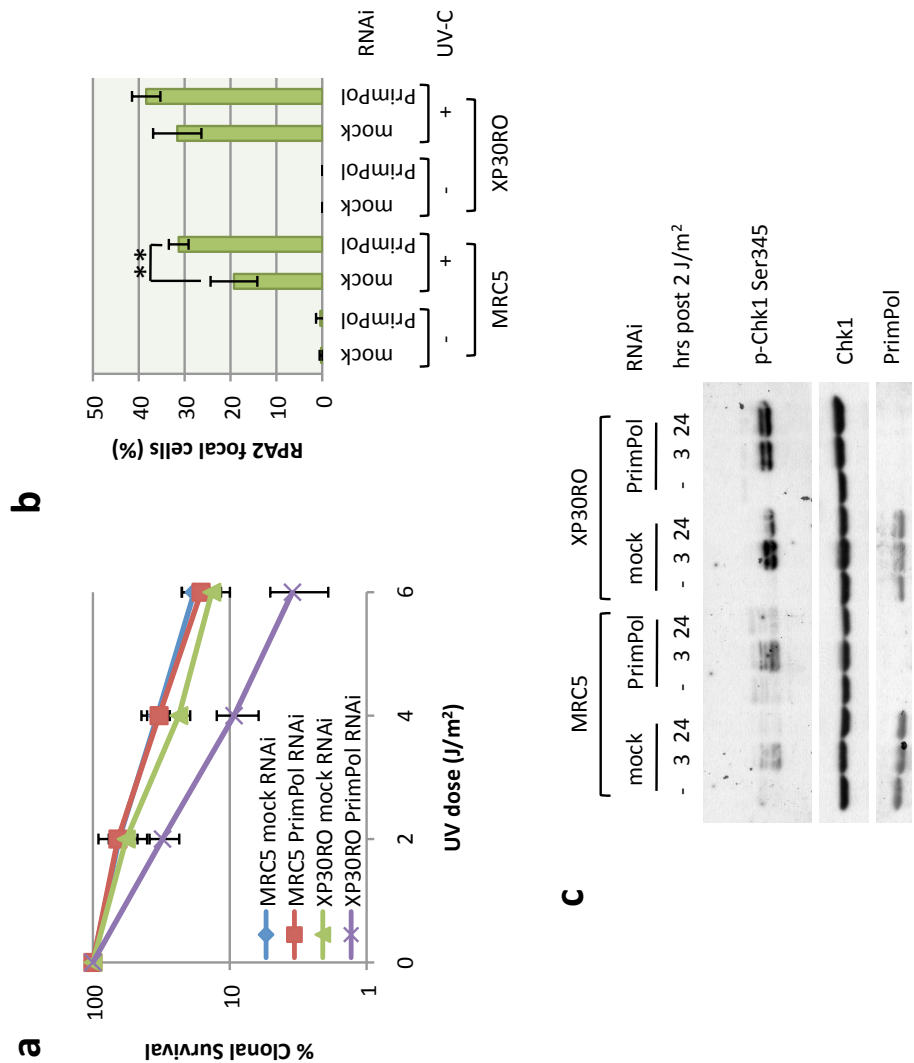 a
% Clonal Survival
100
10
1
0
2
4
6
UV dose (J/m²)
MRC5 mock RNAi
MRC5 PrimPol RNAi
XP30RO mock RNAi
XP30RO PrimPol RNAi
b
RPA2 focal cells (%)
50
40
30
20
10
0
**
mock PrimPol mock PrimPol mock PrimPol mock PrimPol RNAi
- + - + UV-C
MRC5 XP30RO
c
MRC5 XP30RO
mock PrimPol mock PrimPol RNAi
- 3 24 - 3 24 - 3 24 - 3 24 hrs post 2 J/m²
p-Chk1 Ser345
Chk1
PrimPol